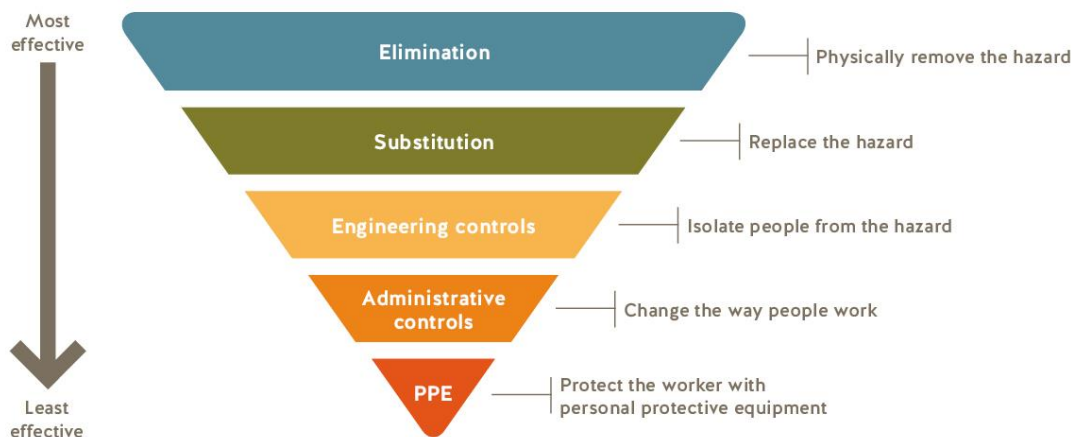 Most
effective
Elimination
Physically remove the hazard
Substitution
Replace the hazard
Engineering controls
Isolate people from the hazard
Administrative
controls
Change the way people work
PPE
Protect the worker with
personal protective equipment
Least
effective